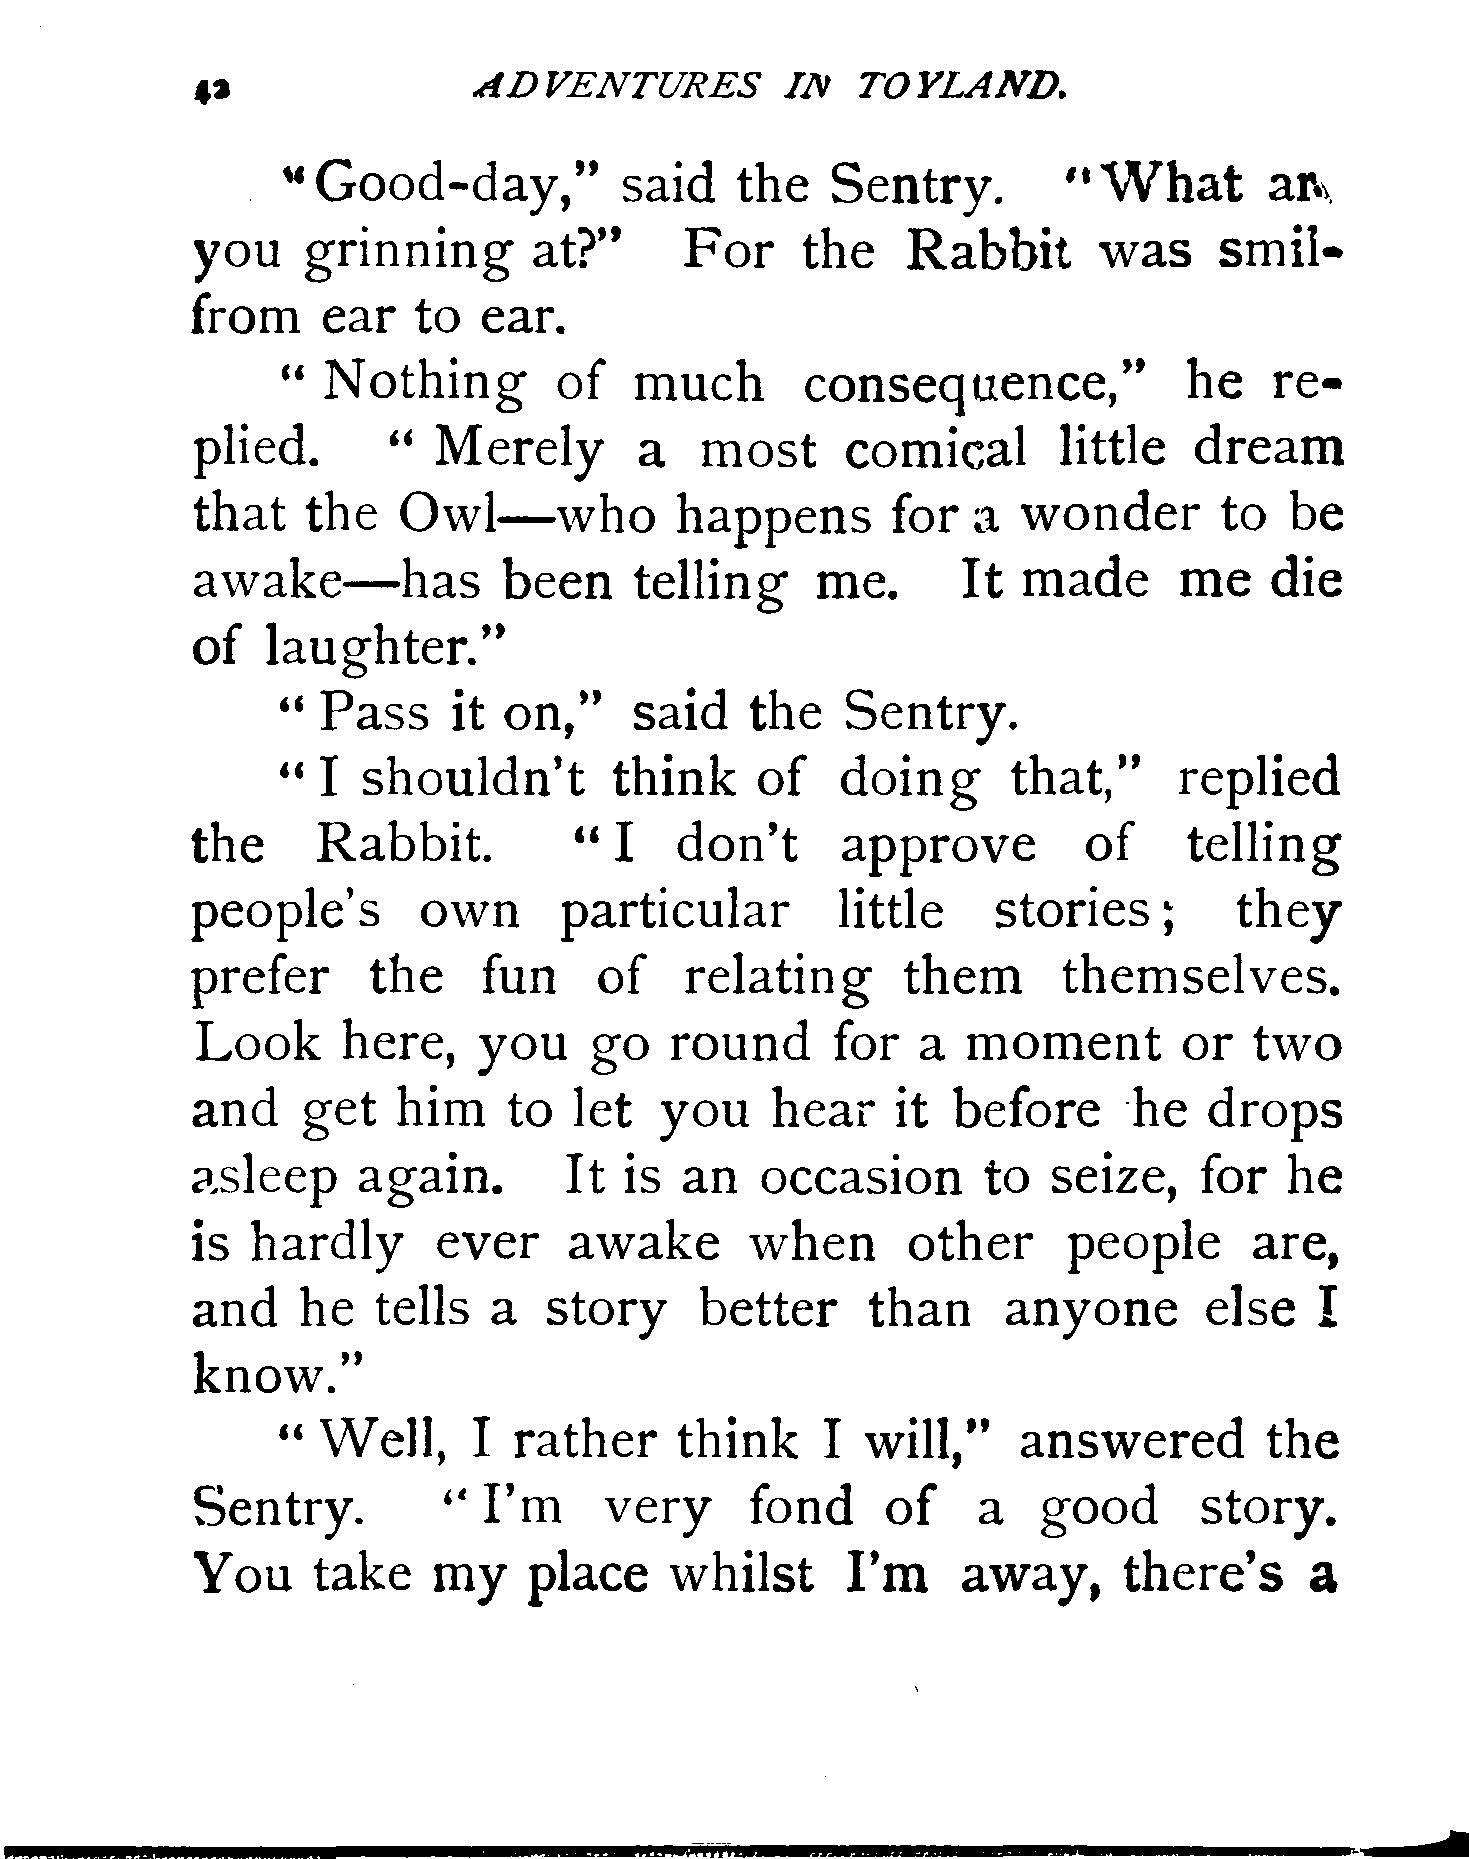 42 ADVENTURES IN TOYLAND.
"Good-day," said the Sentry. "What ar
you grinning at?" For the Rabbit was smil-
from ear to ear.
"Nothing of much consequence," he re-
plied. "Merely a most comical little dream
that the Owl—who happens for a wonder to be
awake—has been telling me. It made me die
of laughter."
"Pass it on," said the Sentry.
"I shouldn't think of doing that," replied
the Rabbit. "I don't approve of telling
people's own particular little stories; they
prefer the fun of relating them themselves.
Look here, you go round for a moment or two
and get him to let you hear it before he drops
asleep again. It is an occasion to seize, for he
is hardly ever awake when other people are,
and he tells a story better than anyone else I
know."
"Well, I rather think I will," answered the
Sentry. "I'm very fond of a good story.
You take my place whilst I'm away, there's a